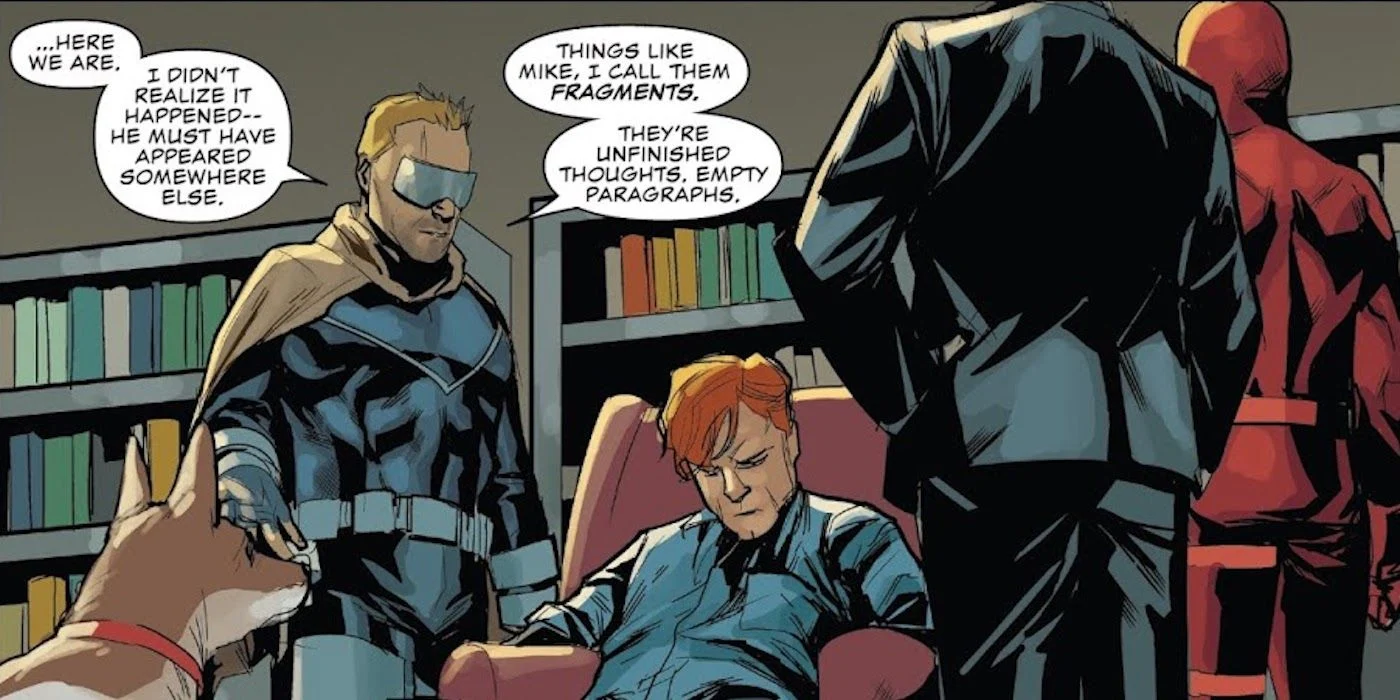 ...HERE
WE ARE.
I DIDN'T
REALIZE IT
HAPPENED--
HE MUST HAVE
APPEARED
SOMEWHERE
ELSE.
THINGS LIKE
MIKE, I CALL THEM
FRAGMENTS.
THEY'RE
UNFINISHED
THOUGHTS. EMPTY
PARAGRAPHS.